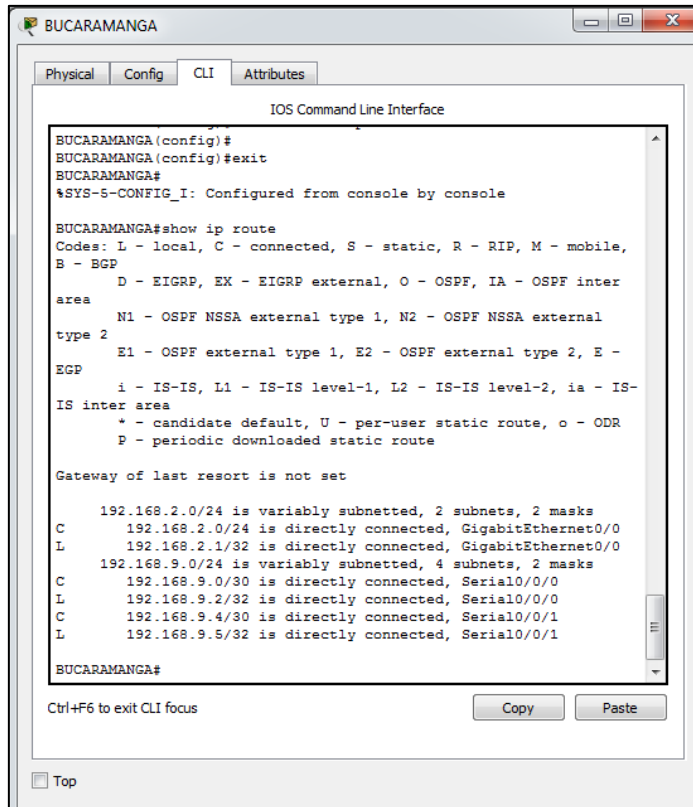 BUCARAMANGA
Physical Config CLI Attributes
IOS Command Line Interface
BUCARAMANGA(config)#
BUCARAMANGA(config)#exit
BUCARAMANGA#
%SYS-5-CONFIG_I: Configured from console by console
BUCARAMANGA#show ip route
Codes: L - local, C - connected, S - static, R - RIP, M - mobile,
B - BGP
D - EIGRP, EX - EIGRP external, O - OSPF, IA - OSPF inter
area
N1 - OSPF NSSA external type 1, N2 - OSPF NSSA external
type 2
E1 - OSPF external type 1, E2 - OSPF external type 2, E -
EGP
i - IS-IS, L1 - IS-IS level-1, L2 - IS-IS level-2, ia - IS-
IS inter area
* - candidate default, U - per-user static route, o - ODR
P - periodic downloaded static route
Gateway of last resort is not set
192.168.2.0/24 is variably subnetted, 2 subnets, 2 masks
C 192.168.2.0/24 is directly connected, GigabitEthernet0/0
L 192.168.2.1/32 is directly connected, GigabitEthernet0/0
192.168.9.0/24 is variably subnetted, 4 subnets, 2 masks
C 192.168.9.0/30 is directly connected, Serial0/0/0
L 192.168.9.2/32 is directly connected, Serial0/0/0
C 192.168.9.4/30 is directly connected, Serial0/0/1
L 192.168.9.5/32 is directly connected, Serial0/0/1
BUCARAMANGA#
Ctrl+F6 to exit CLI focus Copy Paste
Top